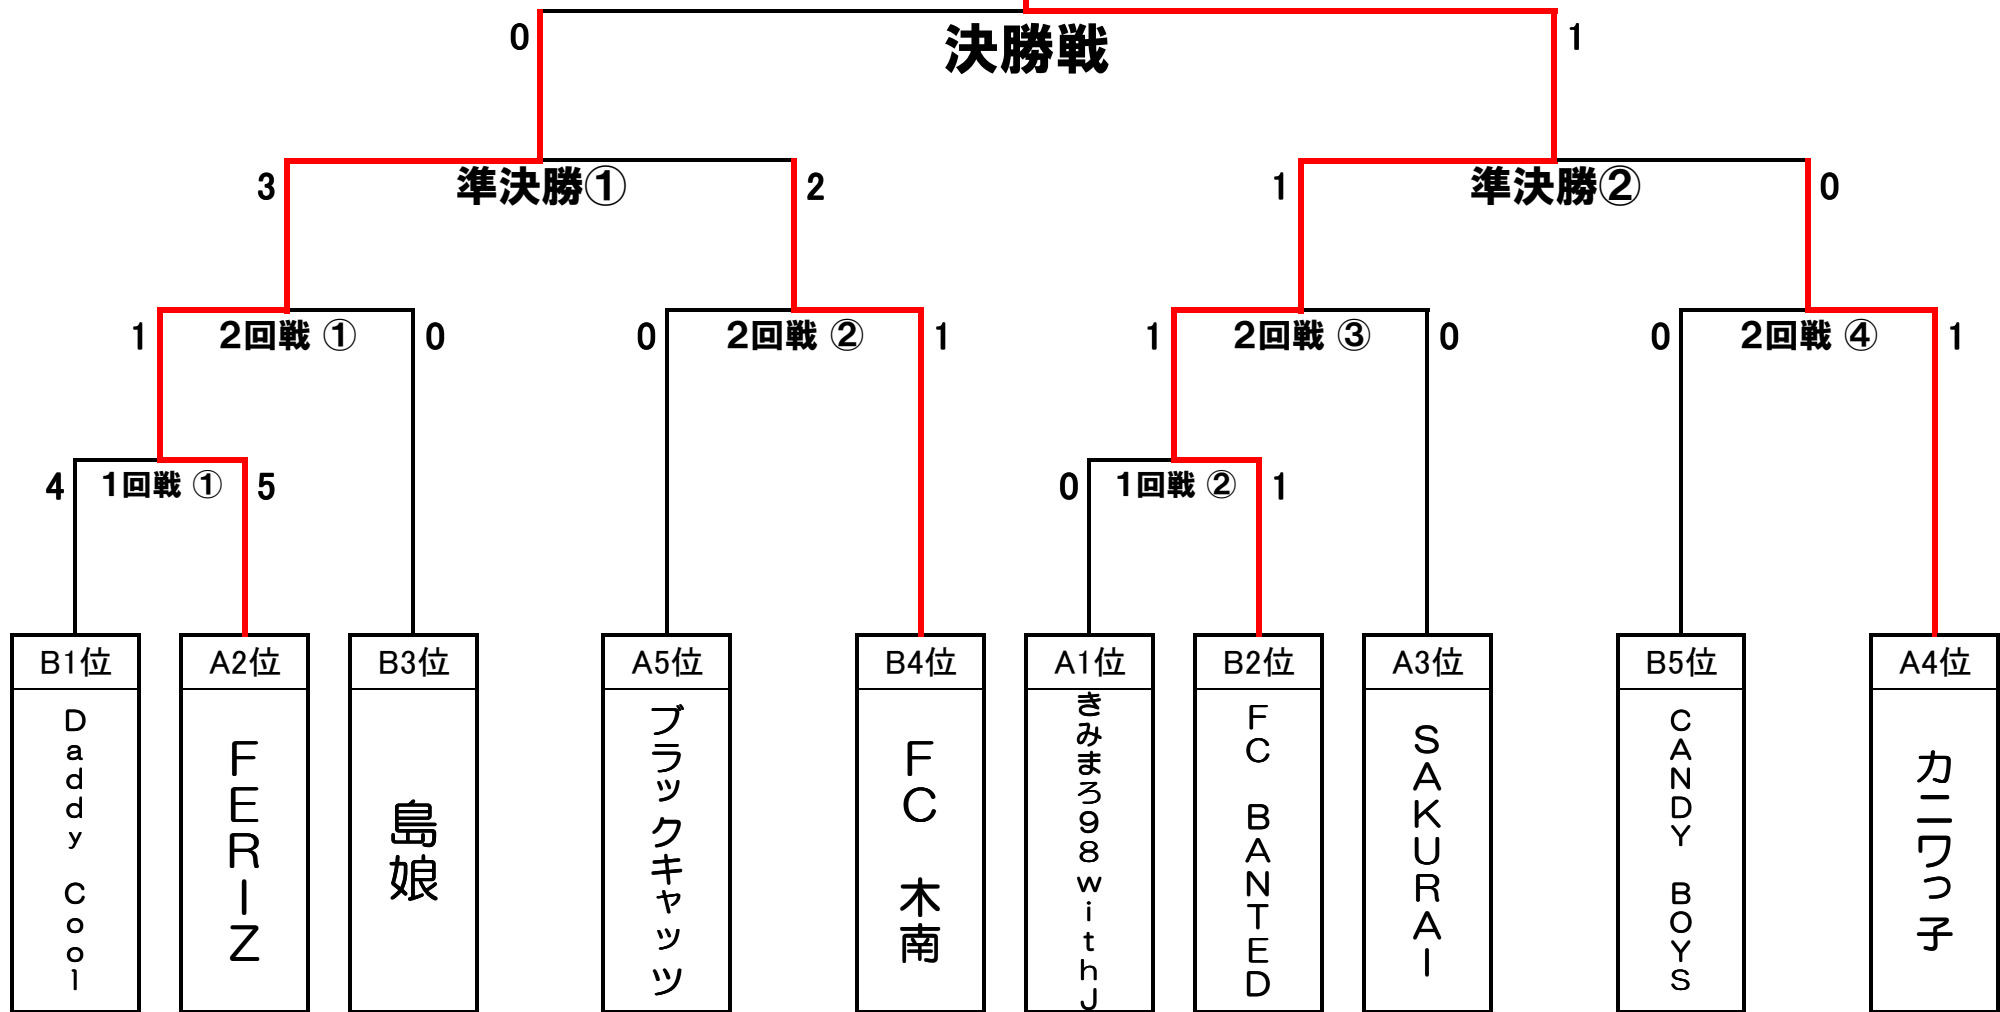 0 決勝戦 1
3 準決勝① 2
1 準決勝② 0
1 2回戦 ① 0
0 2回戦 ② 1
1 2回戦 ③ 0
0 2回戦 ④ 1
4 1回戦 ① 5
0 1回戦 ② 1
B1位
Daddy Cool
A2位
FERIZ
B3位
島娘
A5位
ブラックキャッツ
B4位
FC 木南
A1位
きみまろ98withJ
B2位
FC BANTED
A3位
SAKURAI
B5位
CANDY BOYS
A4位
カニワっ子